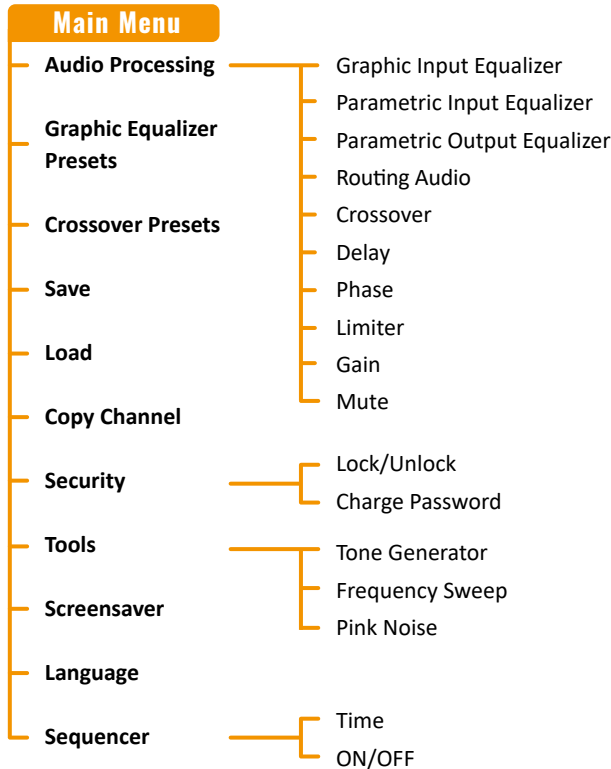 Main Menu
Audio Processing
Graphic Input Equalizer
Parametric Input Equalizer
Parametric Output Equalizer
Routing Audio
Crossover
Delay
Phase
Limiter
Gain
Mute
Graphic Equalizer
Presets
Crossover Presets
Save
Load
Copy Channel
Security
Lock/Unlock
Charge Password
Tools
Tone Generator
Frequency Sweep
Pink Noise
Screensaver
Language
Sequencer
Time
ON/OFF